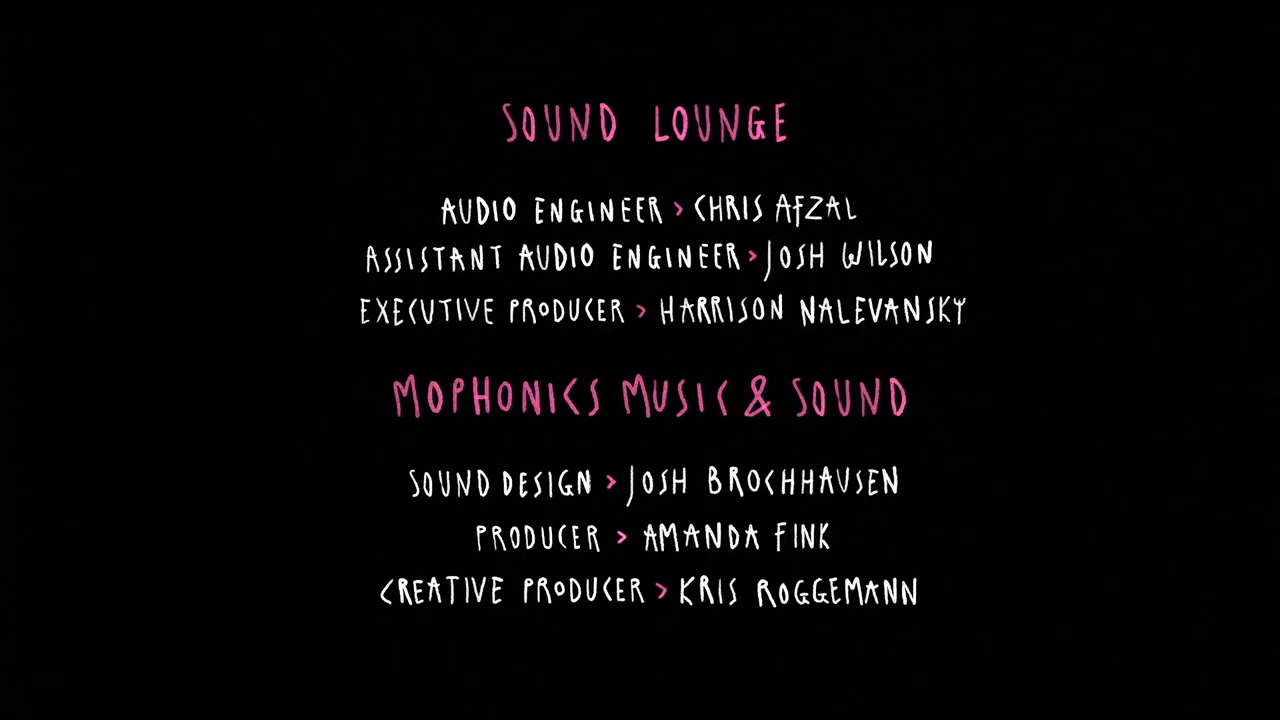 SOUND LOUNGE
AUDIO ENGINEER > CHRIS AFZAL
ASSISTANT AUDIO ENGINEER > JOSH WILSON
EXECUTIVE PRODUCER > HARRISON NALEVANSKY
MOPHONICS MUSIC & SOUND
SOUND DESIGN > JOSH BROCHHAUSEN
PRODUCER > AMANDA FINK
CREATIVE PRODUCER > KRIS ROGGEMANN